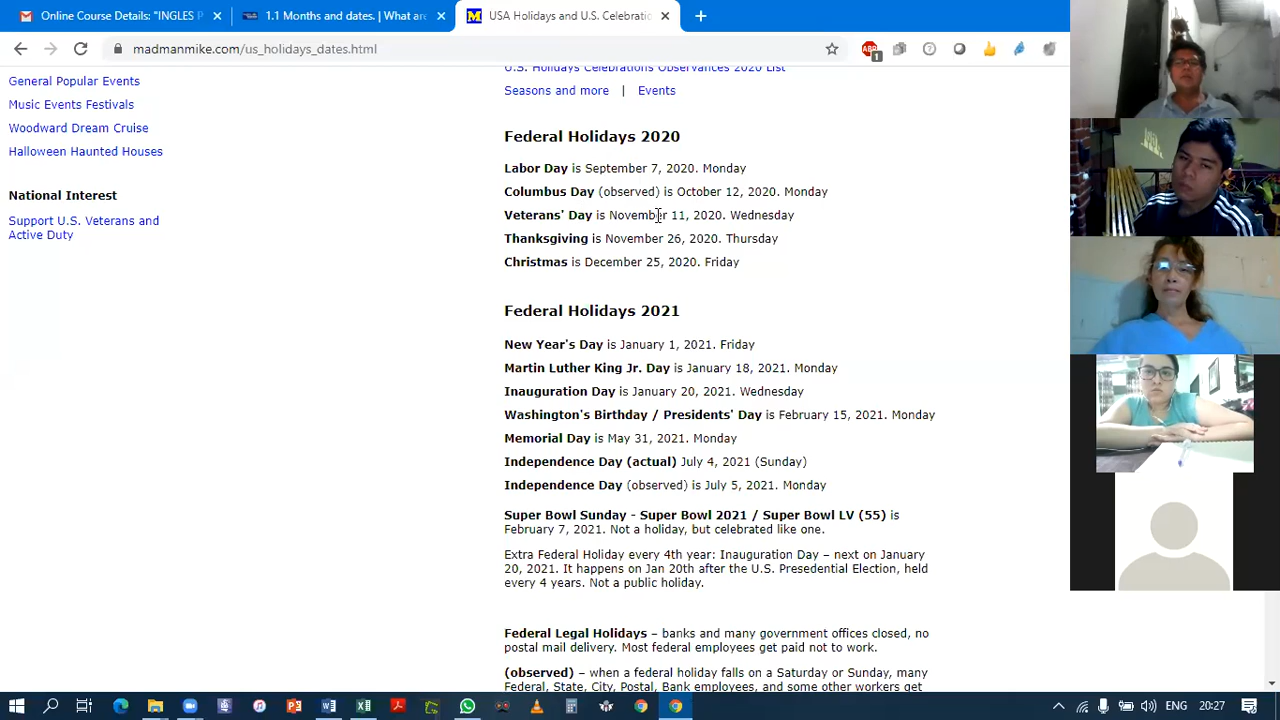 Online Course Details: "INGLES P
1.1 Months and dates. | What are
USA Holidays and U.S. Celebratio
madmanmike.com/us_holidays_dates.html
ABP
1
General Popular Events
Music Events Festivals
Woodward Dream Cruise
Halloween Haunted Houses
National Interest
Support U.S. Veterans and
Active Duty
U.S. Holidays Celebrations Observances 2020 List
Seasons and more | Events
Federal Holidays 2020
Labor Day is September 7, 2020. Monday
Columbus Day (observed) is October 12, 2020. Monday
Veterans' Day is November 11, 2020. Wednesday
Thanksgiving is November 26, 2020. Thursday
Christmas is December 25, 2020. Friday
Federal Holidays 2021
New Year's Day is January 1, 2021. Friday
Martin Luther King Jr. Day is January 18, 2021. Monday
Inauguration Day is January 20, 2021. Wednesday
Washington's Birthday / Presidents' Day is February 15, 2021. Monday
Memorial Day is May 31, 2021. Monday
Independence Day (actual) July 4, 2021 (Sunday)
Independence Day (observed) is July 5, 2021. Monday
Super Bowl Sunday - Super Bowl 2021 / Super Bowl LV (55) is
February 7, 2021. Not a holiday, but celebrated like one.
Extra Federal Holiday every 4th year: Inauguration Day – next on January
20, 2021. It happens on Jan 20th after the U.S. Presedential Election, held
every 4 years. Not a public holiday.
Federal Legal Holidays – banks and many government offices closed, no
postal mail delivery. Most federal employees get paid not to work.
(observed) – when a federal holiday falls on a Saturday or Sunday, many
Federal, State, City, Postal, Bank employees, and some other workers get
ENG
20:27